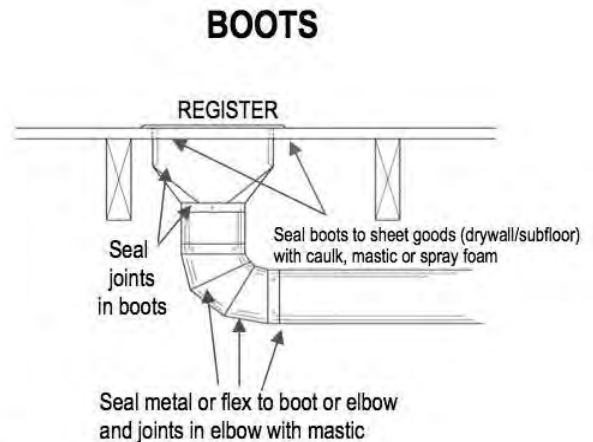 BOOTS
REGISTER
Seal
joints
in boots
Seal boots to sheet goods (drywall/subfloor)
with caulk, mastic or spray foam
Seal metal or flex to boot or elbow
and joints in elbow with mastic